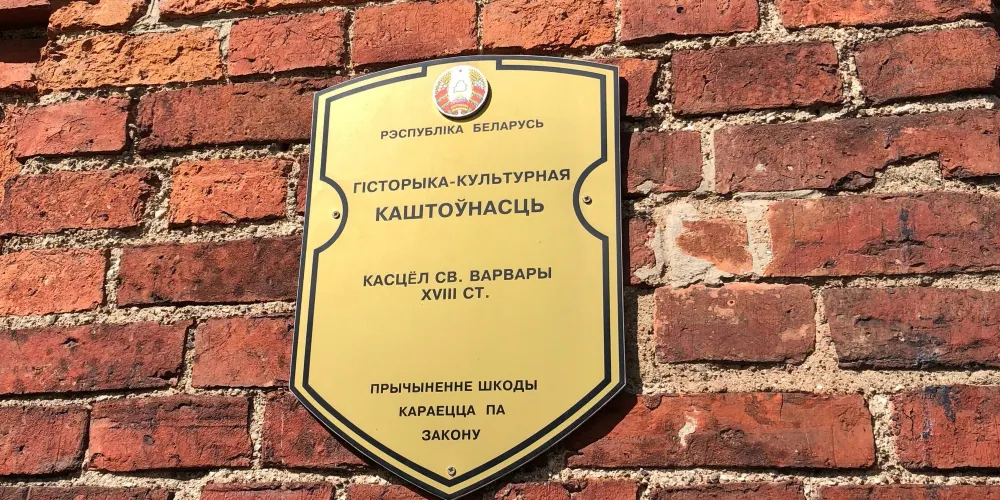 РЭСПУБЛІКА БЕЛАРУСЬ
ГІСТОРЫКА-КУЛЬТУРНАЯ
КАШТОЎНАСЦЬ
КАСЦЁЛ СВ. ВАРВАРЫ
XVIII СТ.
ПРЫЧЫНЕННЕ ШКОДЫ
КАРАЕЦЦА ПА
ЗАКОНУ